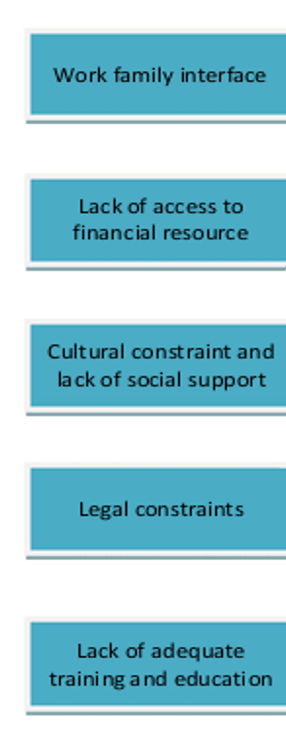 Work family interface
Lack of access to
financial resource
Cultural constraint and
lack of social support
Legal constraints
Lack of adequate
training and education